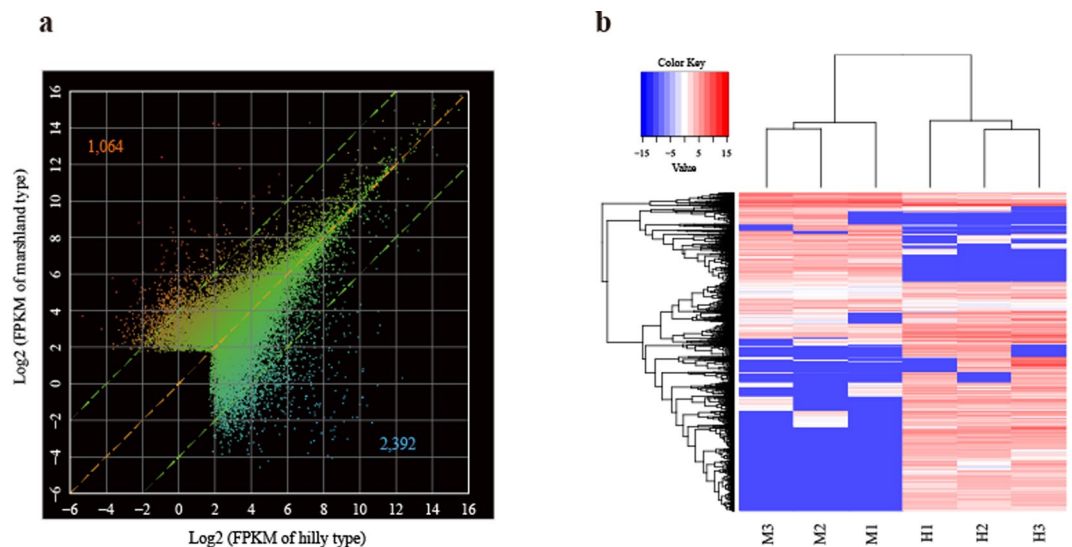 a
b
16
14
12
10
8
6
4
2
0
−2
−4
−6
Log2 (FPKM of marshland type)
1,064
2,392
−6 −4 −2 0 2 4 6 8 10 12 14 16
Log2 (FPKM of hilly type)
Color Key
−15 −5 5 15
Value
M3 M2 M1 H1 H2 H3